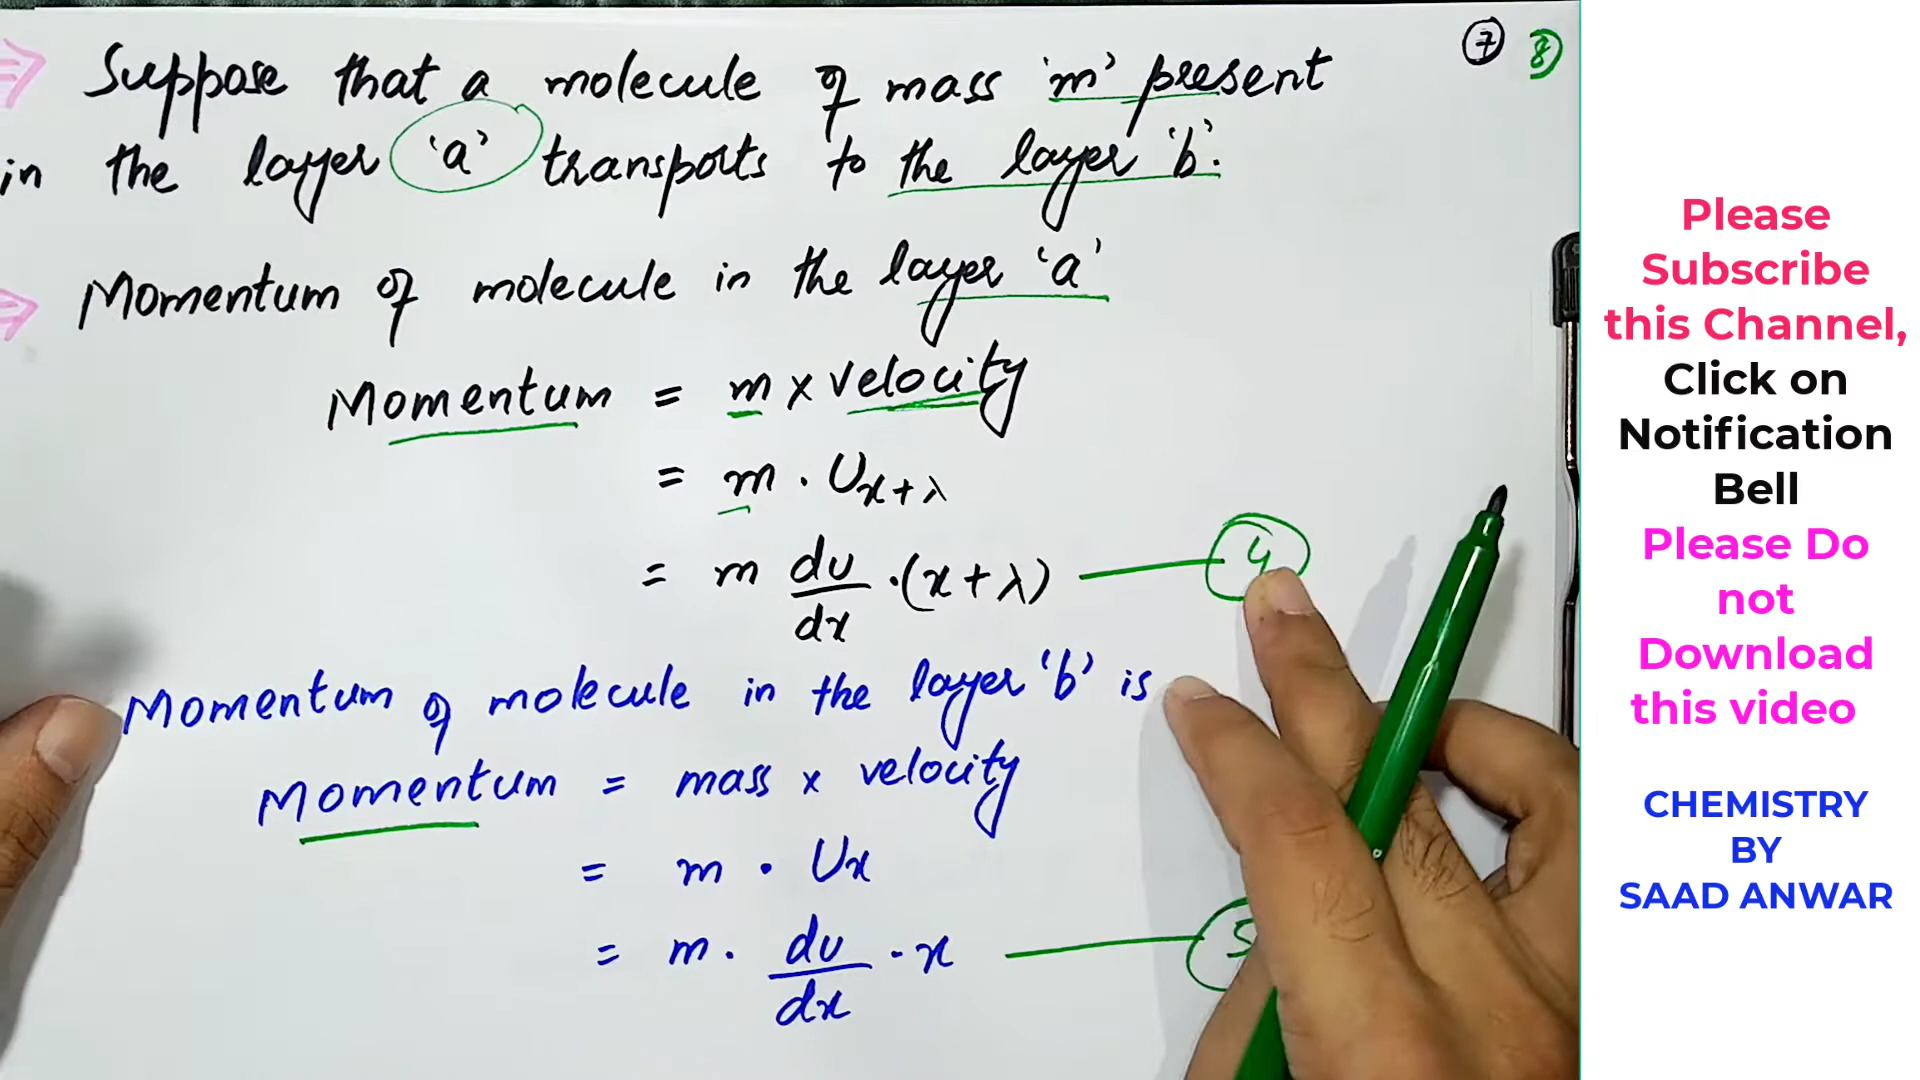 ⇒ Suppose that a molecule of mass 'm' present
in the layer 'a' transports to the layer 'b'.
⇒ Momentum of molecule in the layer 'a'
Momentum = m x velocity
= m . Ux+λ
= m du/dx .(x+λ) — 4
Momentum of molecule in the layer 'b' is
Momentum = mass x velocity
= m . Ux
= m . du/dx . x — 5
7 8
Please
Subscribe
this Channel,
Click on
Notification
Bell
Please Do
not
Download
this video
CHEMISTRY
BY
SAAD ANWAR